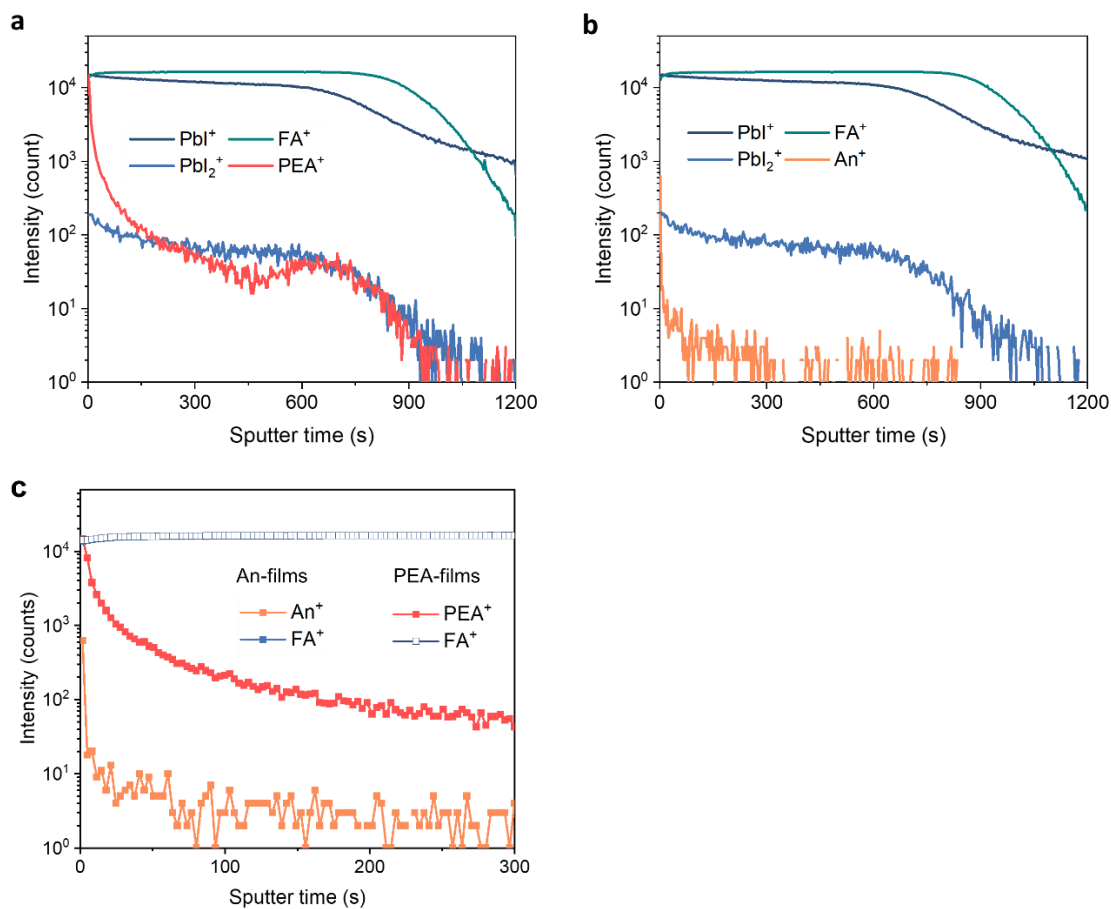 a
Intensity (count)
10⁴
10³
10²
10¹
10⁰
PbI⁺ FA⁺
PbI₂⁺ PEA⁺
0 300 600 900 1200
Sputter time (s)
b
Intensity (count)
10⁴
10³
10²
10¹
10⁰
PbI⁺ FA⁺
PbI₂⁺ An⁺
0 300 600 900 1200
Sputter time (s)
c
Intensity (counts)
10⁴
10³
10²
10¹
10⁰
An-films PEA-films
An⁺ PEA⁺
FA⁺ FA⁺
0 100 200 300
Sputter time (s)